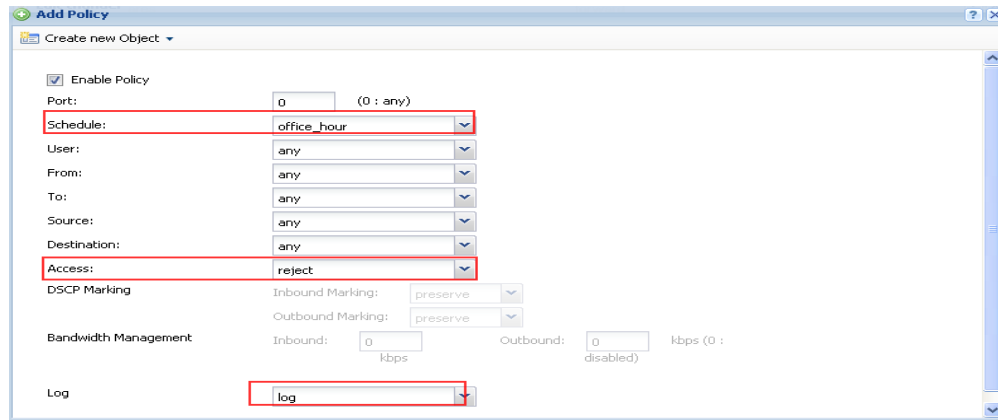 Add Policy
Create new Object
Enable Policy
Port: 0 (0 : any)
Schedule: office_hour
User: any
From: any
To: any
Source: any
Destination: any
Access: reject
DSCP Marking Inbound Marking: preserve
Outbound Marking: preserve
Bandwidth Management Inbound: 0 kbps Outbound: 0 kbps (0 : disabled)
Log log